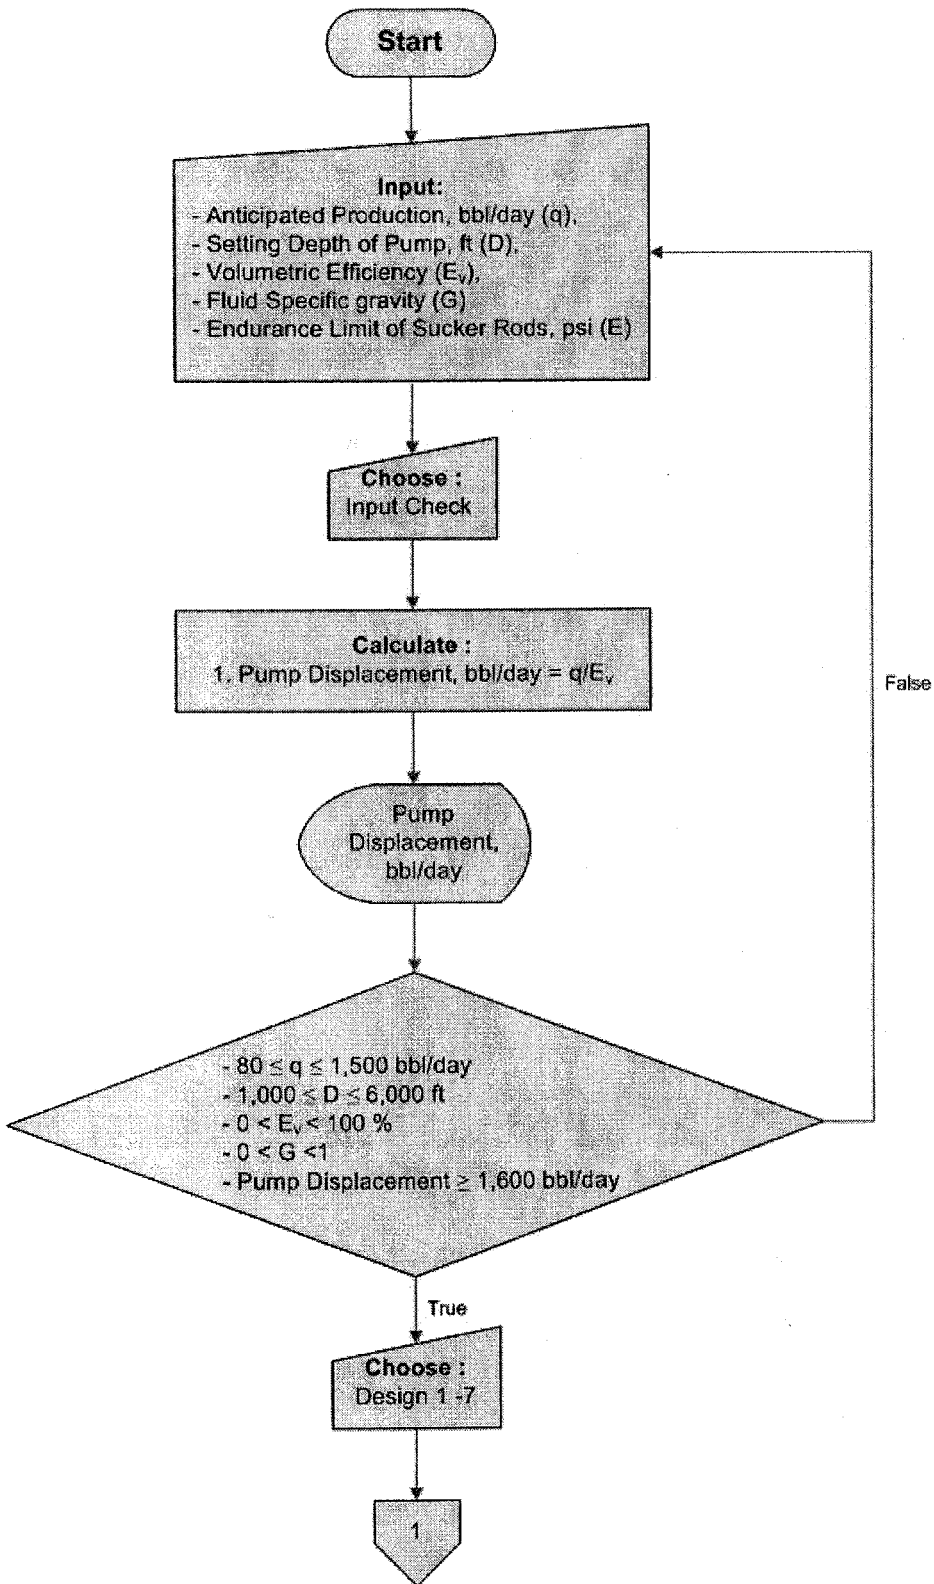 Start
Input:
- Anticipated Production, bbl/day (q),
- Setting Depth of Pump, ft (D),
- Volumetric Efficiency (Eᵥ),
- Fluid Specific gravity (G)
- Endurance Limit of Sucker Rods, psi (E)
Choose :
Input Check
Calculate :
1. Pump Displacement, bbl/day = q/Eᵥ
False
Pump
Displacement,
bbl/day
- 80 ≤ q ≤ 1,500 bbl/day
- 1,000 ≤ D ≤ 6,000 ft
- 0 < Eᵥ < 100 %
- 0 < G <1
- Pump Displacement ≥ 1,600 bbl/day
True
Choose :
Design 1 -7
1